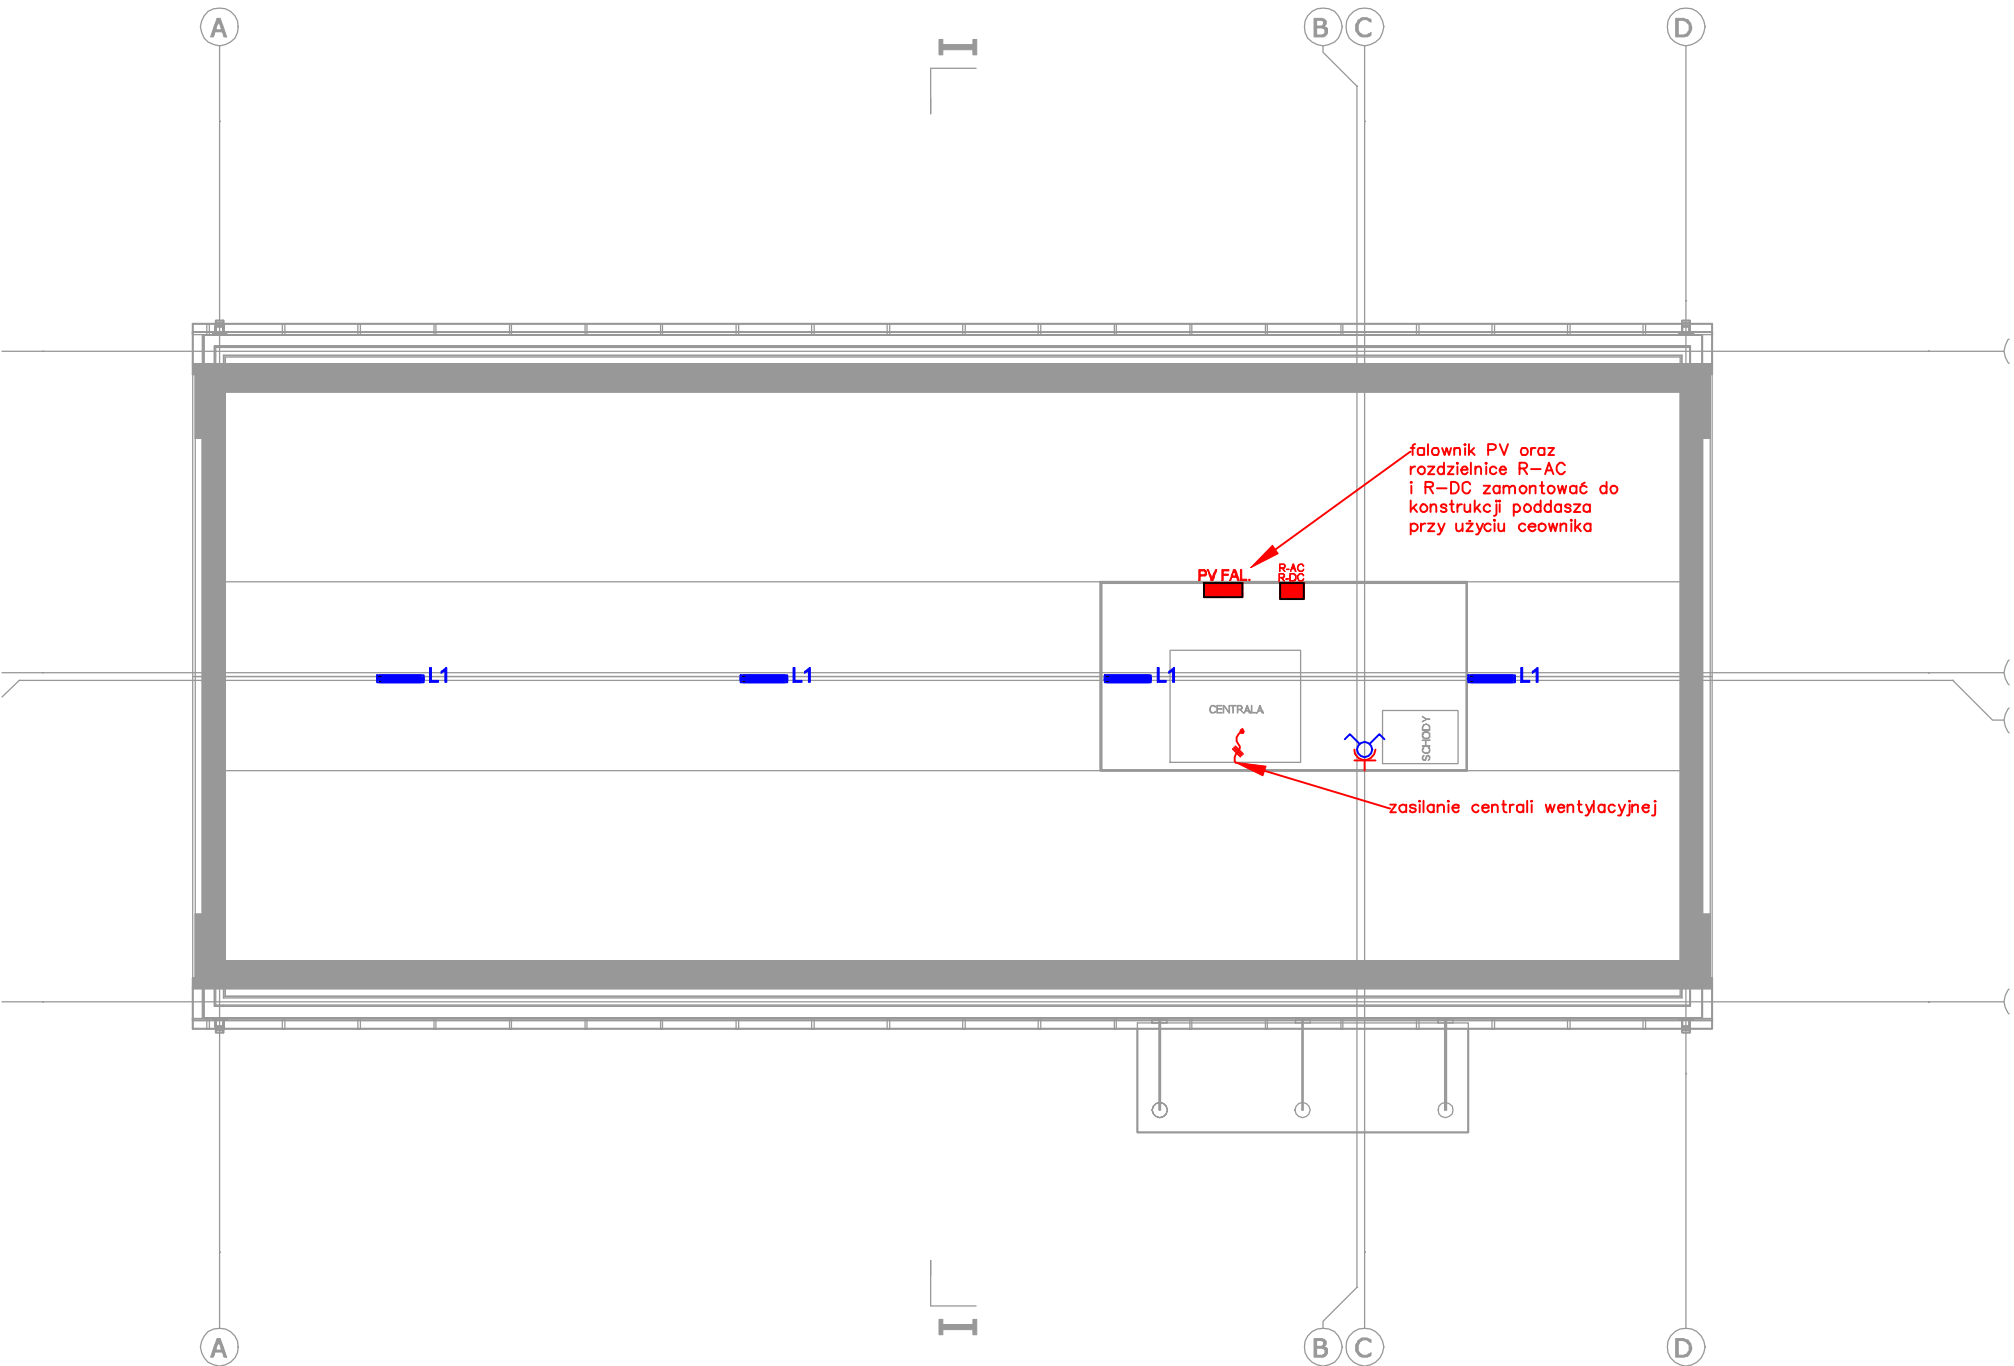 A
B
C
D
I
falownik PV oraz
rozdzielnice R-AC
i R-DC zamontować do
konstrukcji poddasza
przy użyciu ceownika
PV FAL.
R-AC
R-DC
L1
L1
L1
L1
CENTRALA
SCHODY
zasilanie centrali wentylacyjnej
I
A
B
C
D